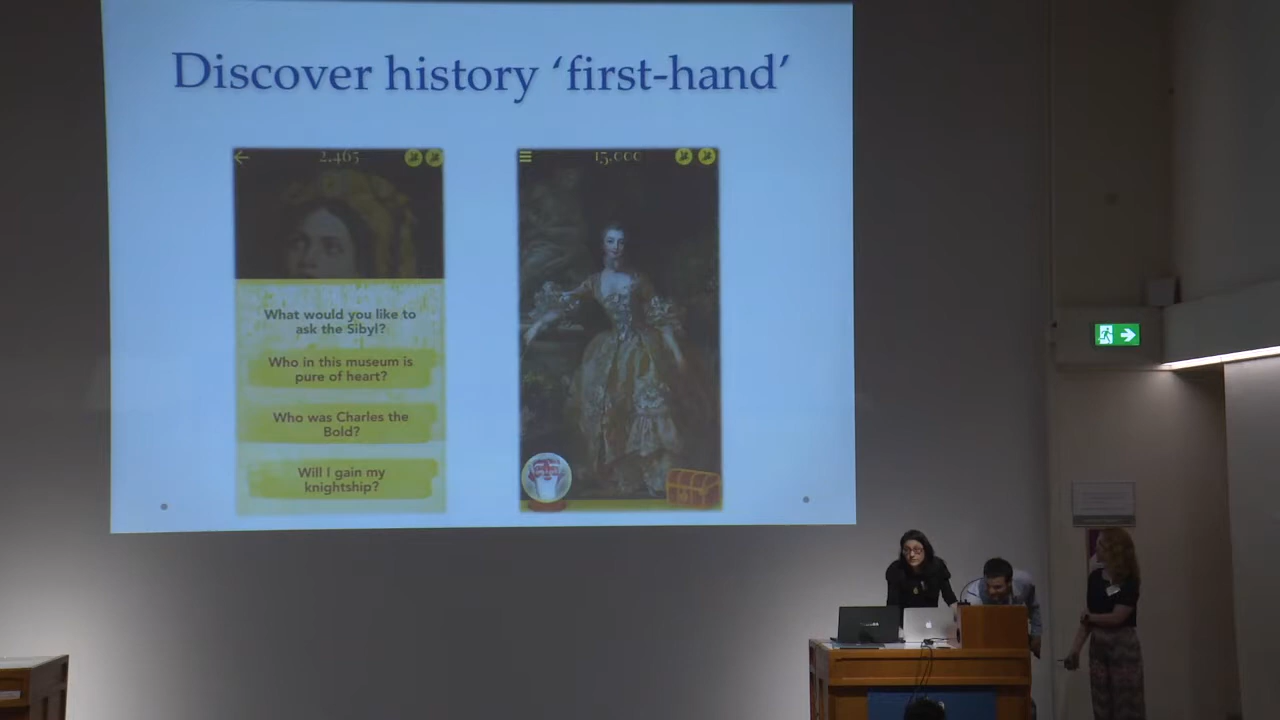 Discover history ‘first-hand’
2,465
What would you like to
ask the Sibyl?
Who in this museum is
pure of heart?
Who was Charles the
Bold?
Will I gain my
knightship?
15,000